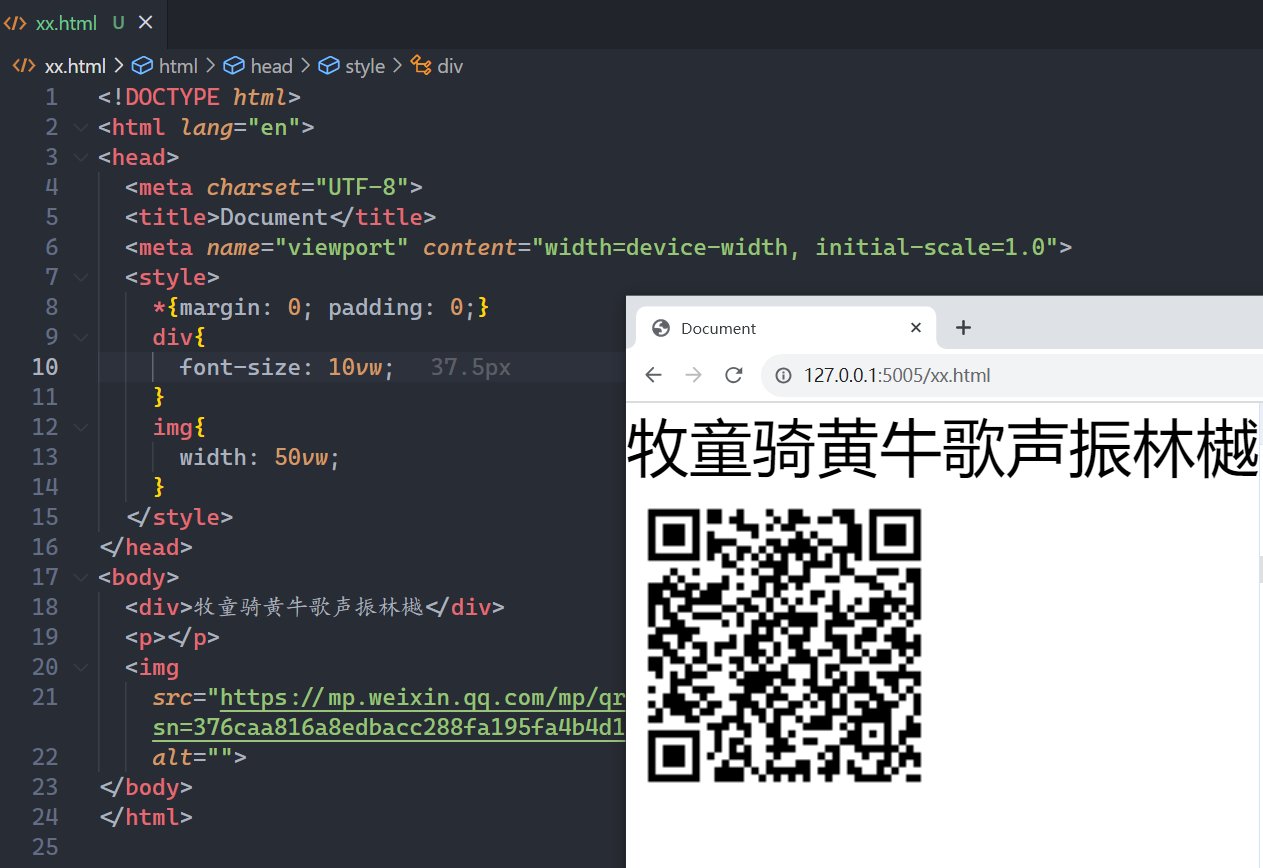 xx.html U
xx.html > html > head > style > div
1 <!DOCTYPE html>
2 <html lang="en">
3 <head>
4 <meta charset="UTF-8">
5 <title>Document</title>
6 <meta name="viewport" content="width=device-width, initial-scale=1.0">
7 <style>
8 *{margin: 0; padding: 0;}
9 div{
10 font-size: 10vw; 37.5px
11 }
12 img{
13 width: 50vw;
14 }
15 </style>
16 </head>
17 <body>
18 <div>牧童骑黄牛歌声振林樾</div>
19 <p></p>
20 <img
21 src="https://mp.weixin.qq.com/mp/qr
sn=376caa816a8edbacc288fa195fa4b4d1
22 alt="">
23 </body>
24 </html>
25
Document
127.0.0.1:5005/xx.html
牧童骑黄牛歌声振林樾